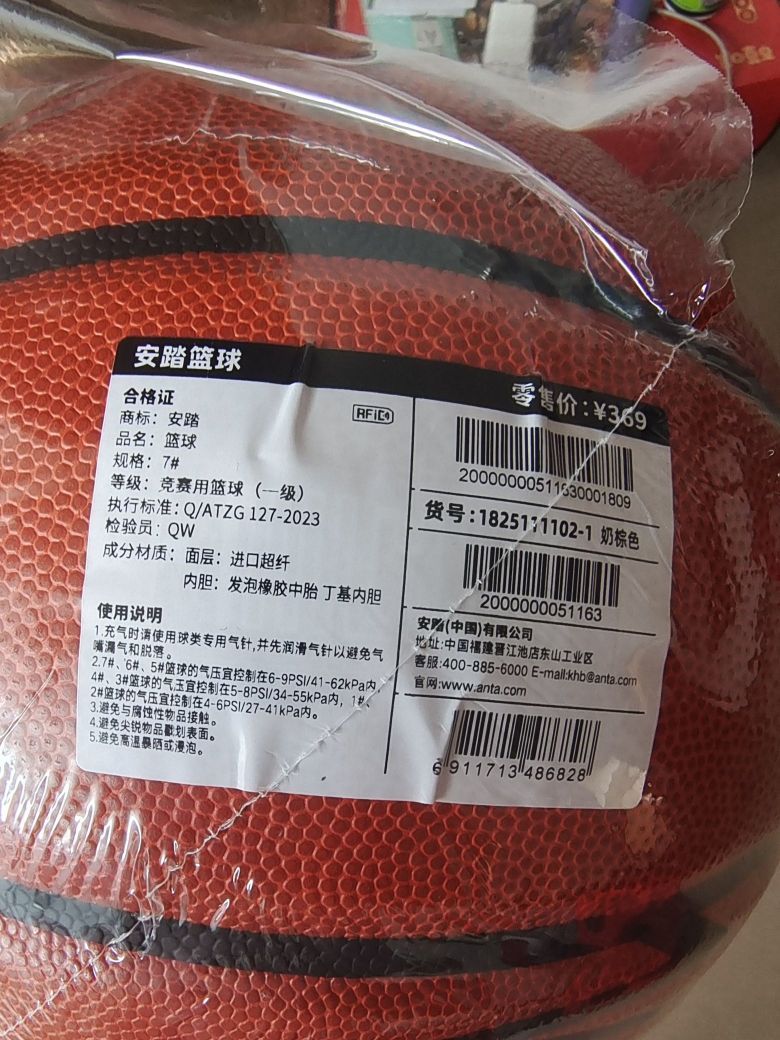 安踏篮球
零售价:¥369
合格证
RFID
商标：安踏
品名：篮球
规格：7#
等级：竞赛用篮球（一级）
执行标准：Q/ATZG 127-2023
检验员：QW
成分材质：面层：进口超纤
内胆：发泡橡胶中胎 丁基内胆
使用说明
1.充气时请使用球类专用气针,并先润滑气针以避免气
嘴漏气和脱落。
2.7#、6#、5#篮球的气压宜控制在6-9PSI/41-62kPa内,
4#、3#篮球的气压宜控制在5-8PSI/34-55kPa内，1#、
2#篮球的气压宜控制在4-6PSI/27-41kPa内。
3.避免与腐蚀性物品接触。
4.避免尖锐物品戳划表面。
5.避免高温暴晒或浸泡。
20000000511630001809
货号:1825111102-1 奶棕色
2000000051163
安踏(中国)有限公司
地址:中国福建晋江池店东山工业区
客服:400-885-6000 E-mail:khb@anta.com
官网:www.anta.com
6911713486828